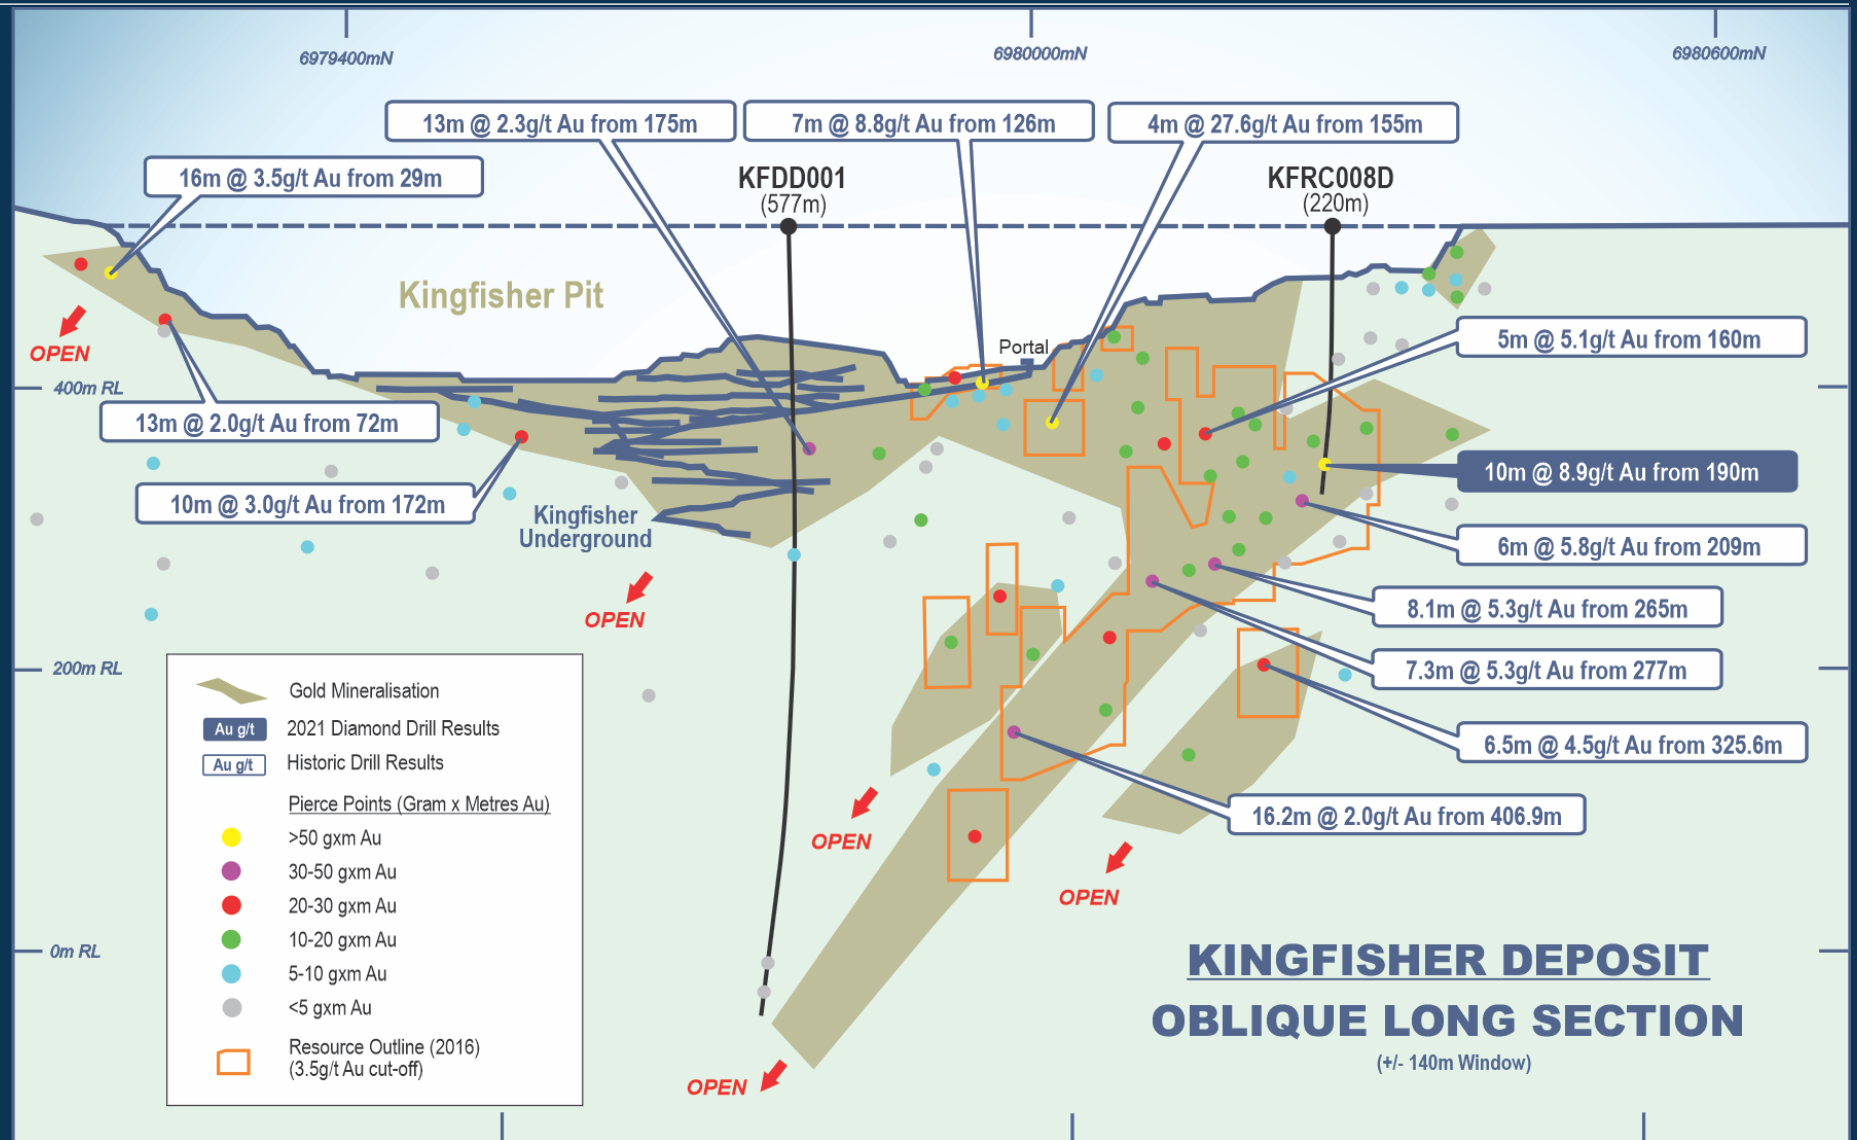 6979400mN
6980000mN
6980600mN
13m @ 2.3g/t Au from 175m
7m @ 8.8g/t Au from 126m
4m @ 27.6g/t Au from 155m
16m @ 3.5g/t Au from 29m
KFDD001
(577m)
KFRC008D
(220m)
Kingfisher Pit
Portal
5m @ 5.1g/t Au from 160m
OPEN
400m RL
13m @ 2.0g/t Au from 72m
10m @ 8.9g/t Au from 190m
10m @ 3.0g/t Au from 172m
Kingfisher
Underground
6m @ 5.8g/t Au from 209m
OPEN
8.1m @ 5.3g/t Au from 265m
200m RL
7.3m @ 5.3g/t Au from 277m
6.5m @ 4.5g/t Au from 325.6m
16.2m @ 2.0g/t Au from 406.9m
OPEN
OPEN
0m RL
OPEN
Gold Mineralisation
Au g/t 2021 Diamond Drill Results
Au g/t Historic Drill Results
Pierce Points (Gram x Metres Au)
>50 gxm Au
30-50 gxm Au
20-30 gxm Au
10-20 gxm Au
5-10 gxm Au
<5 gxm Au
Resource Outline (2016)
(3.5g/t Au cut-off)
KINGFISHER DEPOSIT
OBLIQUE LONG SECTION
(+/- 140m Window)